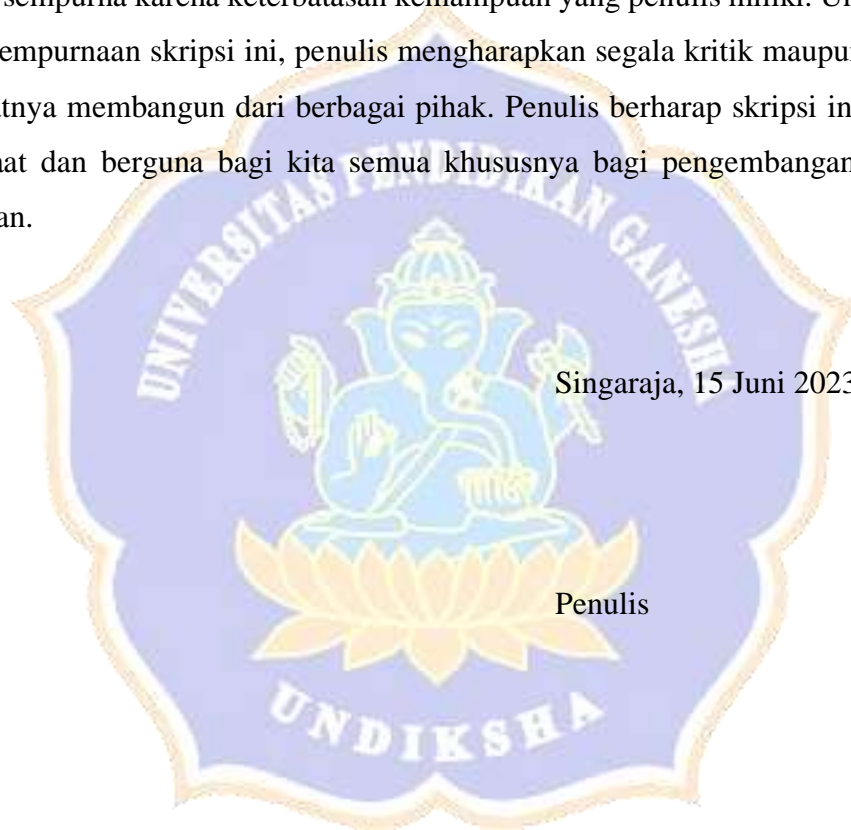 sempurna karena keterbatasan kemampuan yang penulis miliki.
empurnaan skripsi ini, penulis mengharapkan segala kritik maupu
tnya membangun dari berbagai pihak. Penulis berharap skripsi in
aat dan berguna bagi kita semua khususnya bagi pengembangan
an.
UNIVERSITAS PENDIDIKAN GANESHA
Singaraja, 15 Juni 2023
Penulis
UNDIKSHA